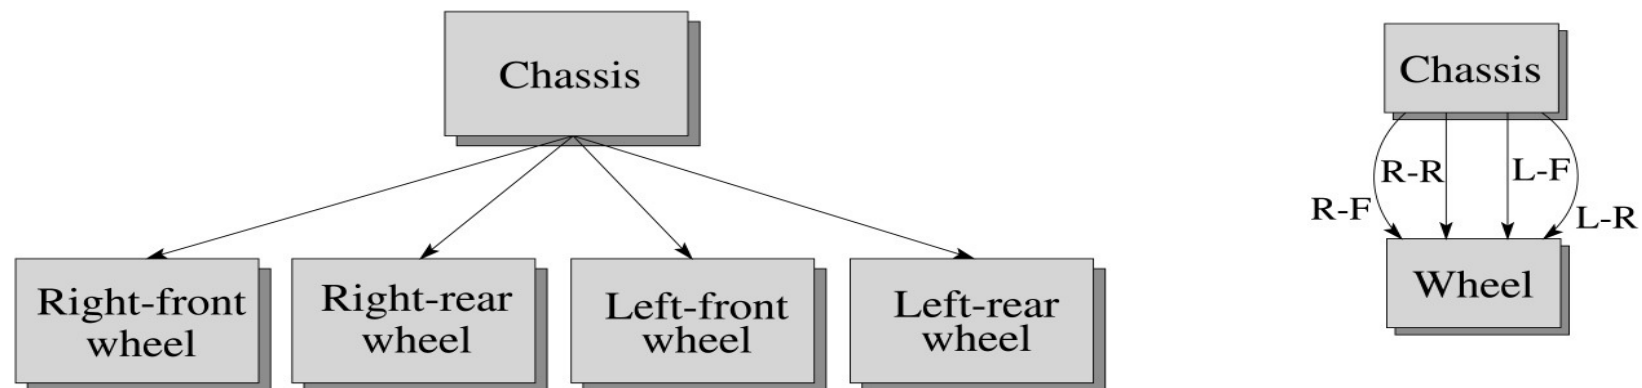 Chassis
Right-front
wheel
Right-rear
wheel
Left-front
wheel
Left-rear
wheel
Chassis
R-R
L-F
R-F
L-R
Wheel